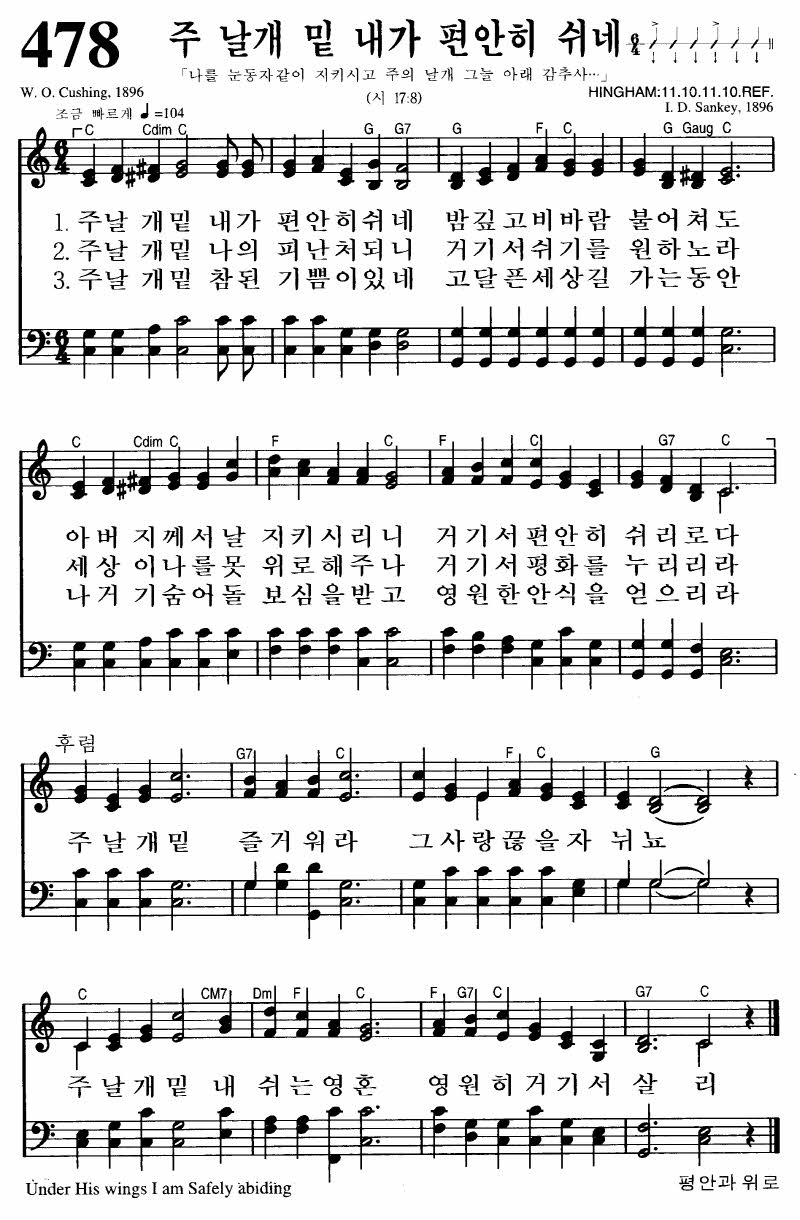 478
주 날개 밑 내가 편안히 쉬네 6/4
「나를 눈동자같이 지키시고 주의 날개 그늘 아래 감추사…」
W. O. Cushing, 1896 (시 17:8) HINGHAM:11.10.11.10.REF.
조금 빠르게 ♩=104 I. D. Sankey, 1896
C Cdim C G G7 G F C G Gaug C
1. 주날 개밑 내가 편안히쉬네 밤깊고비바람 불어쳐도
2. 주날 개밑 나의 피난처되니 거기서쉬기를 원하노라
3. 주날 개밑 참된 기쁨이있네 고달픈세상길 가는동안
C Cdim C F C F C G7 C
아버 지께서날 지키시리니 거기서편안히 쉬리로다
세상 이나를못 위로해주나 거기서평화를 누리리라
나거 기숨어돌 보심을받고 영원한안식을 얻으리라
후렴
G7 C F C G
주날개밑 즐거워라 그사랑끊을자 뉘뇨
C CM7 Dm F C F G7 C G7 C
주날개밑 내 쉬는영혼 영원히거기서 살 리
Under His wings I am Safely abiding 평안과 위로